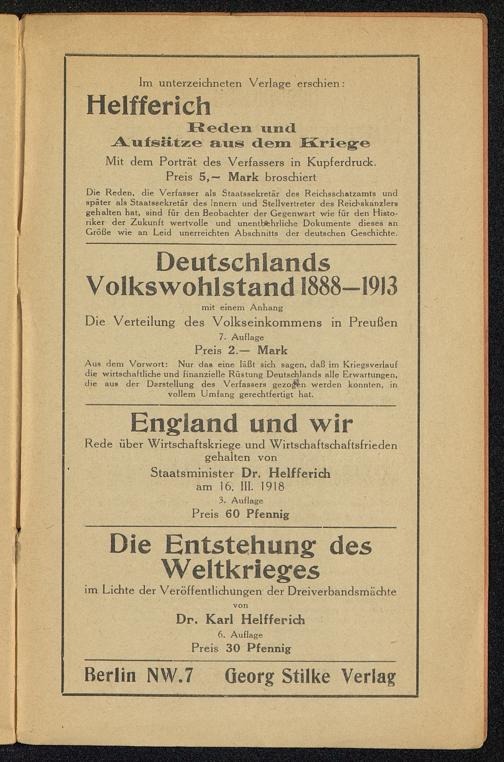 Im unterzeichneten Verlage erschien:
Helfferich
Reden und
Aufsätze aus dem Kriege
Mit dem Porträt des Verfassers in Kupferdruck.
Preis 5,— Mark broschiert
Die Reden, die Verfasser als Staatssekretär des Reichsschatzamts und
später als Staatssekretär des Innern und Stellvertreter des Reichskanzlers
gehalten hat, sind für den Beobachter der Gegenwart wie für den Histo-
riker der Zukunft wertvolle und unentbehrliche Dokumente dieses an
Größe wie an Leid unerreichten Abschnitts der deutschen Geschichte.
Deutschlands
Volkswohlstand 1888—1913
mit einem Anhang
Die Verteilung des Volkseinkommens in Preußen
7. Auflage
Preis 2.— Mark
Aus dem Vorwort: Nur das eine läßt sich sagen, daß im Kriegsverlauf
die wirtschaftliche und finanzielle Rüstung Deutschlands alle Erwartungen,
die aus der Darstellung des Verfassers gezogen werden konnten, in
vollem Umfang gerechtfertigt hat.
England und wir
Rede über Wirtschaftskriege und Wirtschaftschaftsfrieden
gehalten von
Staatsminister Dr. Helfferich
am 16. III. 1918
3. Auflage
Preis 60 Pfennig
Die Entstehung des
Weltkrieges
im Lichte der Veröffentlichungen der Dreiverbandsmächte
von
Dr. Karl Helfferich
6. Auflage
Preis 30 Pfennig
Berlin NW.7 Georg Stilke Verlag